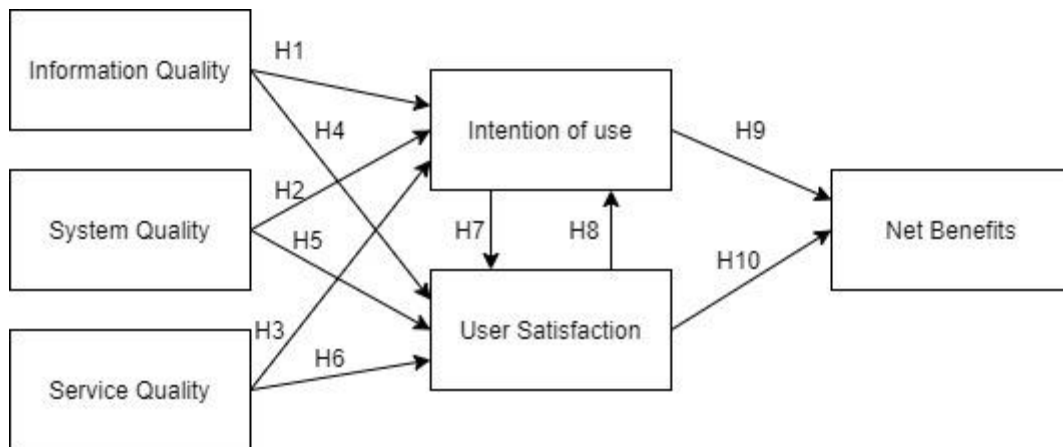 Information Quality
H1
H4
Intention of use
H9
H2
System Quality
H5
H7
H8
Net Benefits
H10
H3
User Satisfaction
H6
Service Quality